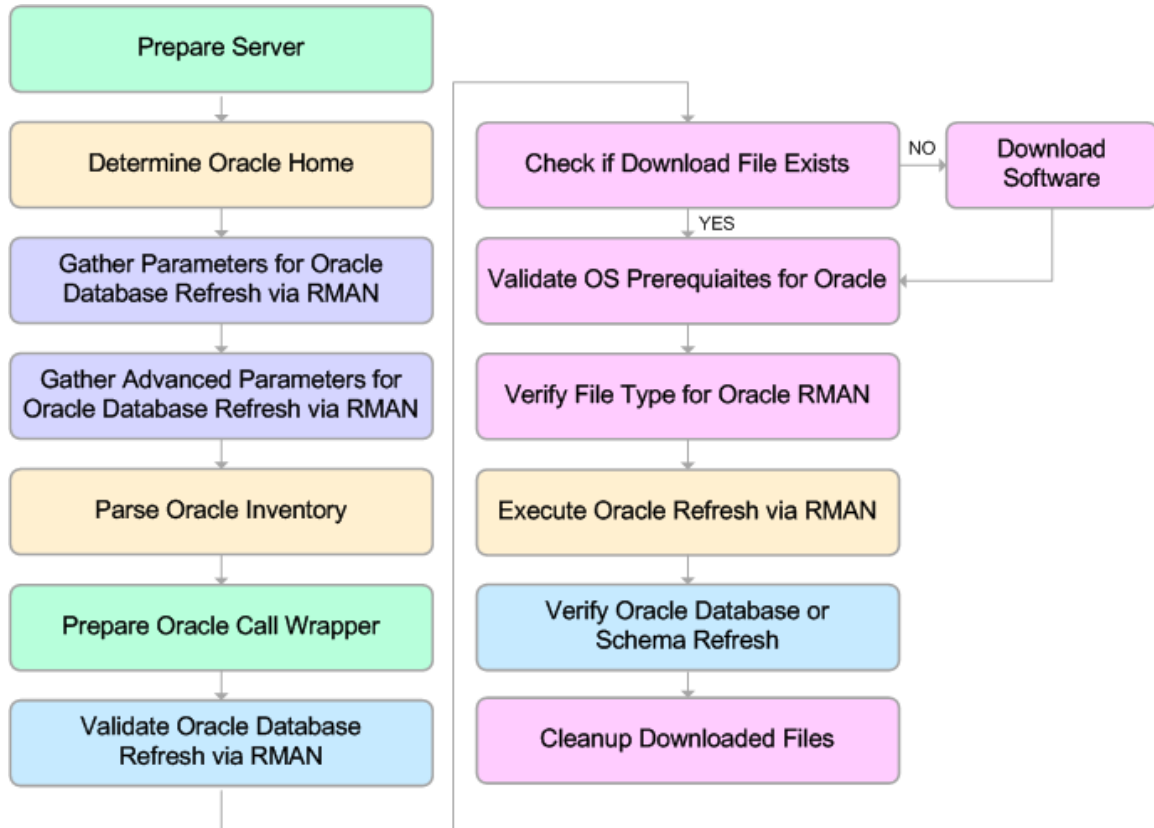 Prepare Server
Determine Oracle Home
Gather Parameters for Oracle
Database Refresh via RMAN
Gather Advanced Parameters for
Oracle Database Refresh via RMAN
Parse Oracle Inventory
Prepare Oracle Call Wrapper
Validate Oracle Database
Refresh via RMAN
Check if Download File Exists
NO
Download
Software
YES
Validate OS Prerequiaites for Oracle
Verify File Type for Oracle RMAN
Execute Oracle Refresh via RMAN
Verify Oracle Database or
Schema Refresh
Cleanup Downloaded Files